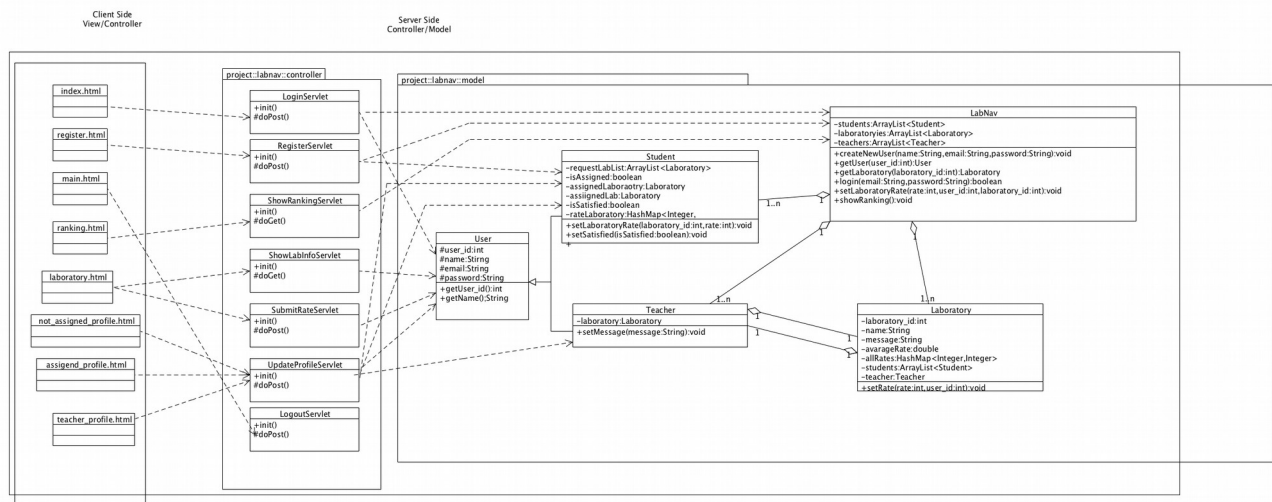 Client Side
View/Controller
Server Side
Controller/Model
index.html
register.html
main.html
ranking.html
laboratory.html
not_assigned_profile.html
assigend_profile.html
teacher_profile.html
project::labnav::controller
LoginServlet
+init()
#doPost()
RegisterServlet
+init()
#doPost()
ShowRankingServlet
+init()
#doGet()
ShowLabInfoServlet
+init()
#doGet()
SubmitRateServlet
+init()
#doPost()
UpdateProfileServlet
+init()
#doPost()
LogoutServlet
+init()
#doPost()
project::labnav::model
User
#user_id:int
#name:String
#email:String
#password:String
+getUser_id():int
+getName();String
Student
-requestLabList:ArrayList<Laboratory>
-isAssigned:boolean
-assignedLaboraotry:Laboratory
-assiignedLab:Laboratory
-isSatisfied:boolean
-rateLaboratory:HashMap<Integer,
+setLaboratoryRate(laboratory_id:int,rate:int):void
+setSatisfied(isSatisfied:boolean):void
+
Teacher
-laboratory:Laboratory
+setMessage(message:String):void
LabNav
-students:ArrayList<Student>
-laboratoryies:ArrayList<Laboratory>
-teachers:ArrayList<Teacher>
+createNewUser(name:String,email:String,password:String):void
+getUser(user_id:int):User
+getLaboratory(laboratory_id:int):Laboratory
+login(email:String,password:String):boolean
+setLaboratoryRate(rate:int,user_id:int,laboratory_id:int):void
+showRanking():void
1..n
1
1
1
1..n
1..n
1
1
1
1
Laboratory
-laboratory_id:int
-name:String
-message:String
-avarageRate:double
-allRates:HashMap<Integer,Integer>
-students:ArrayList<Student>
-teacher:Teacher
+setRate(rate:int,user_id:int):void